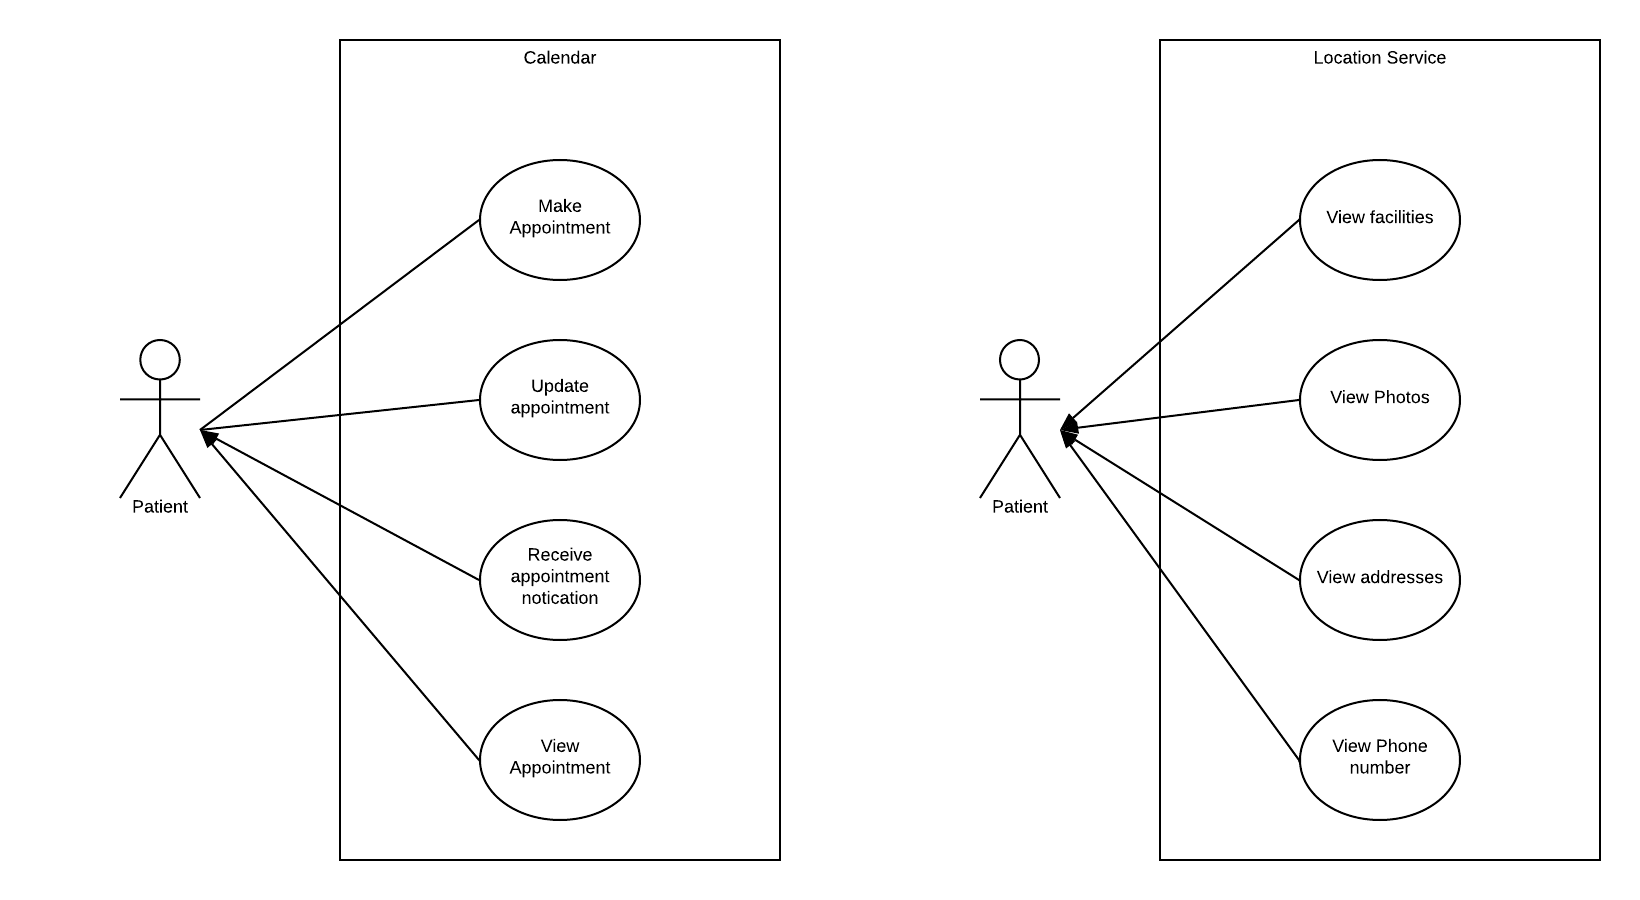 Calendar
Make
Appointment
Update
appointment
Receive
appointment
notication
View
Appointment
Patient
Location Service
View facilities
View Photos
View addresses
View Phone
number
Patient